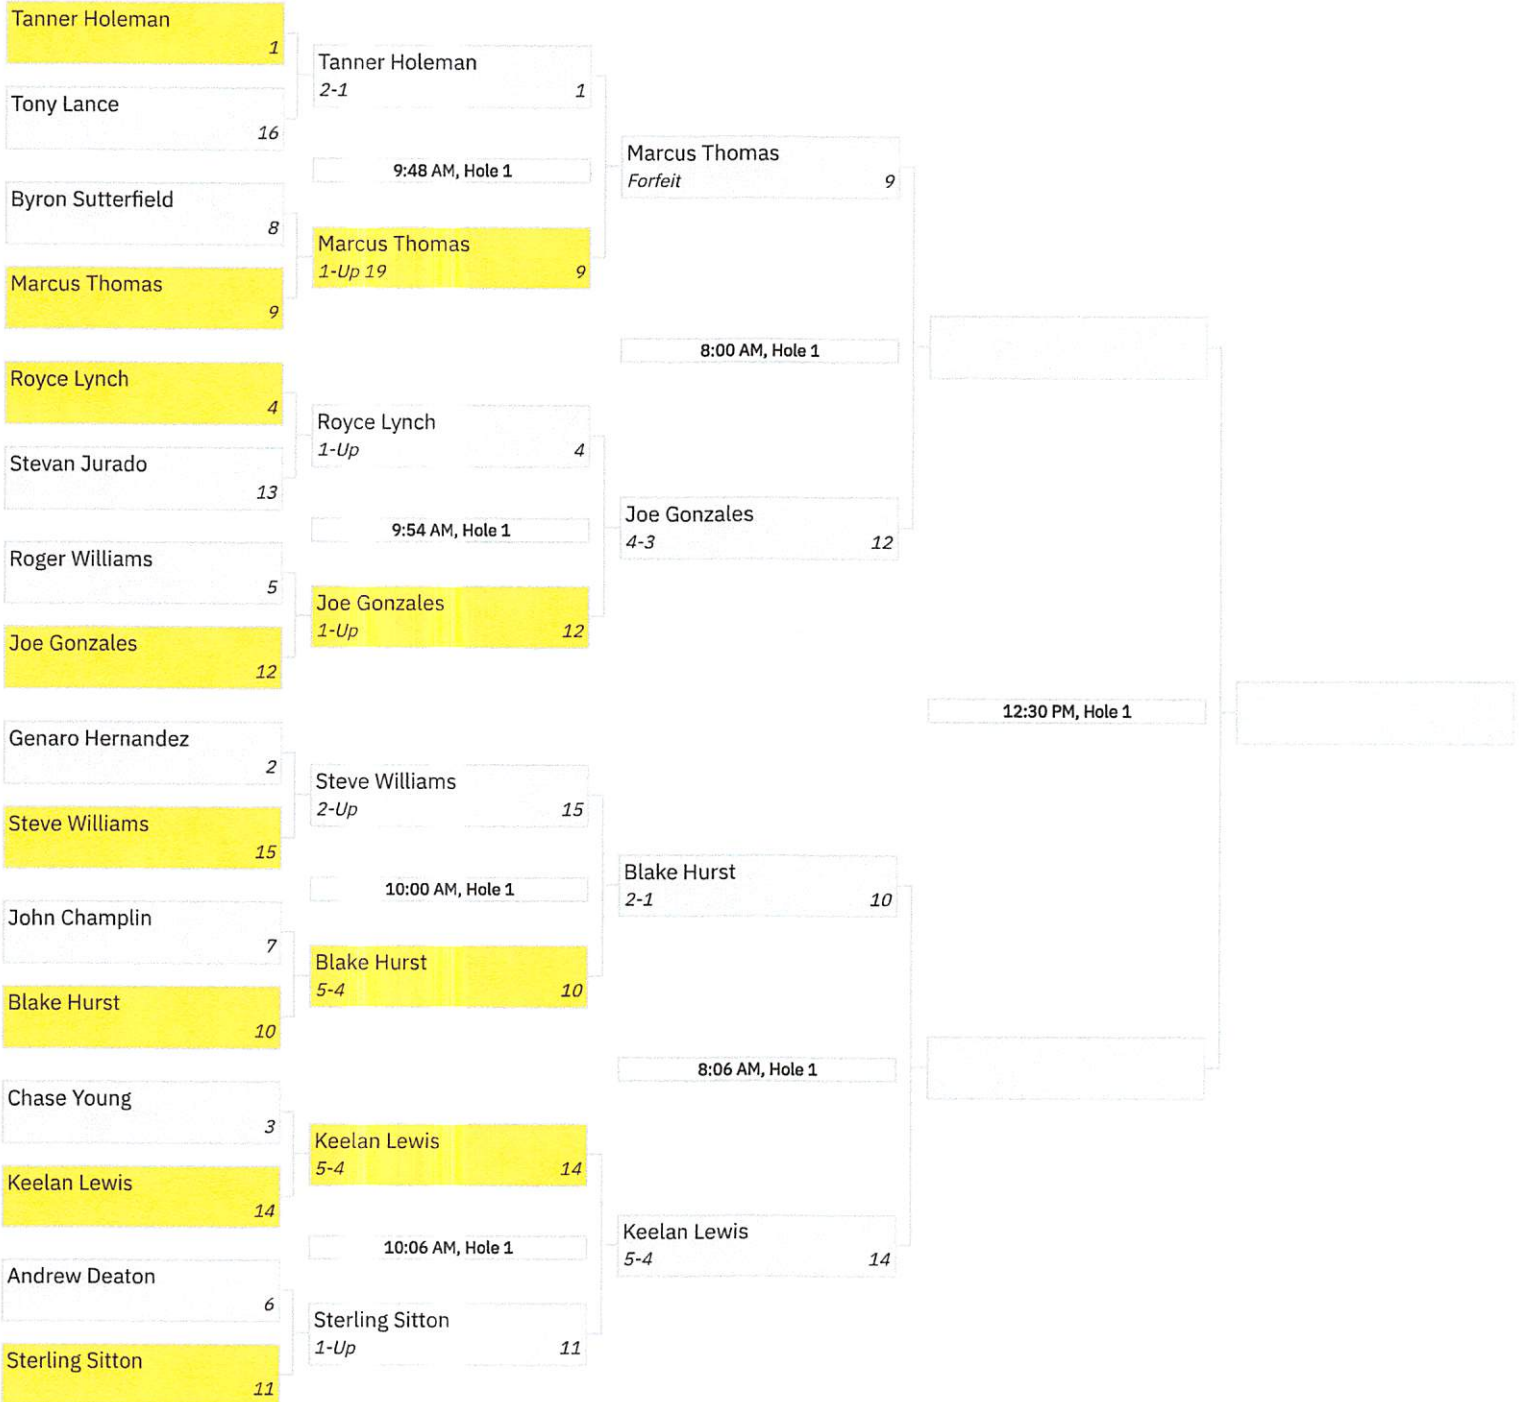 Tanner Holeman
1
Tony Lance
16
Byron Sutterfield
8
Marcus Thomas
9
Royce Lynch
4
Stevan Jurado
13
Roger Williams
5
Joe Gonzales
12
Genaro Hernandez
2
Steve Williams
15
John Champlin
7
Blake Hurst
10
Chase Young
3
Keelan Lewis
14
Andrew Deaton
6
Sterling Sitton
11
Tanner Holeman
2-1 1
9:48 AM, Hole 1
Marcus Thomas
1-Up 19 9
Royce Lynch
1-Up 4
9:54 AM, Hole 1
Joe Gonzales
1-Up 12
Steve Williams
2-Up 15
10:00 AM, Hole 1
Blake Hurst
5-4 10
Keelan Lewis
5-4 14
10:06 AM, Hole 1
Sterling Sitton
1-Up 11
Marcus Thomas
Forfeit 9
8:00 AM, Hole 1
Joe Gonzales
4-3 12
Blake Hurst
2-1 10
8:06 AM, Hole 1
Keelan Lewis
5-4 14
12:30 PM, Hole 1